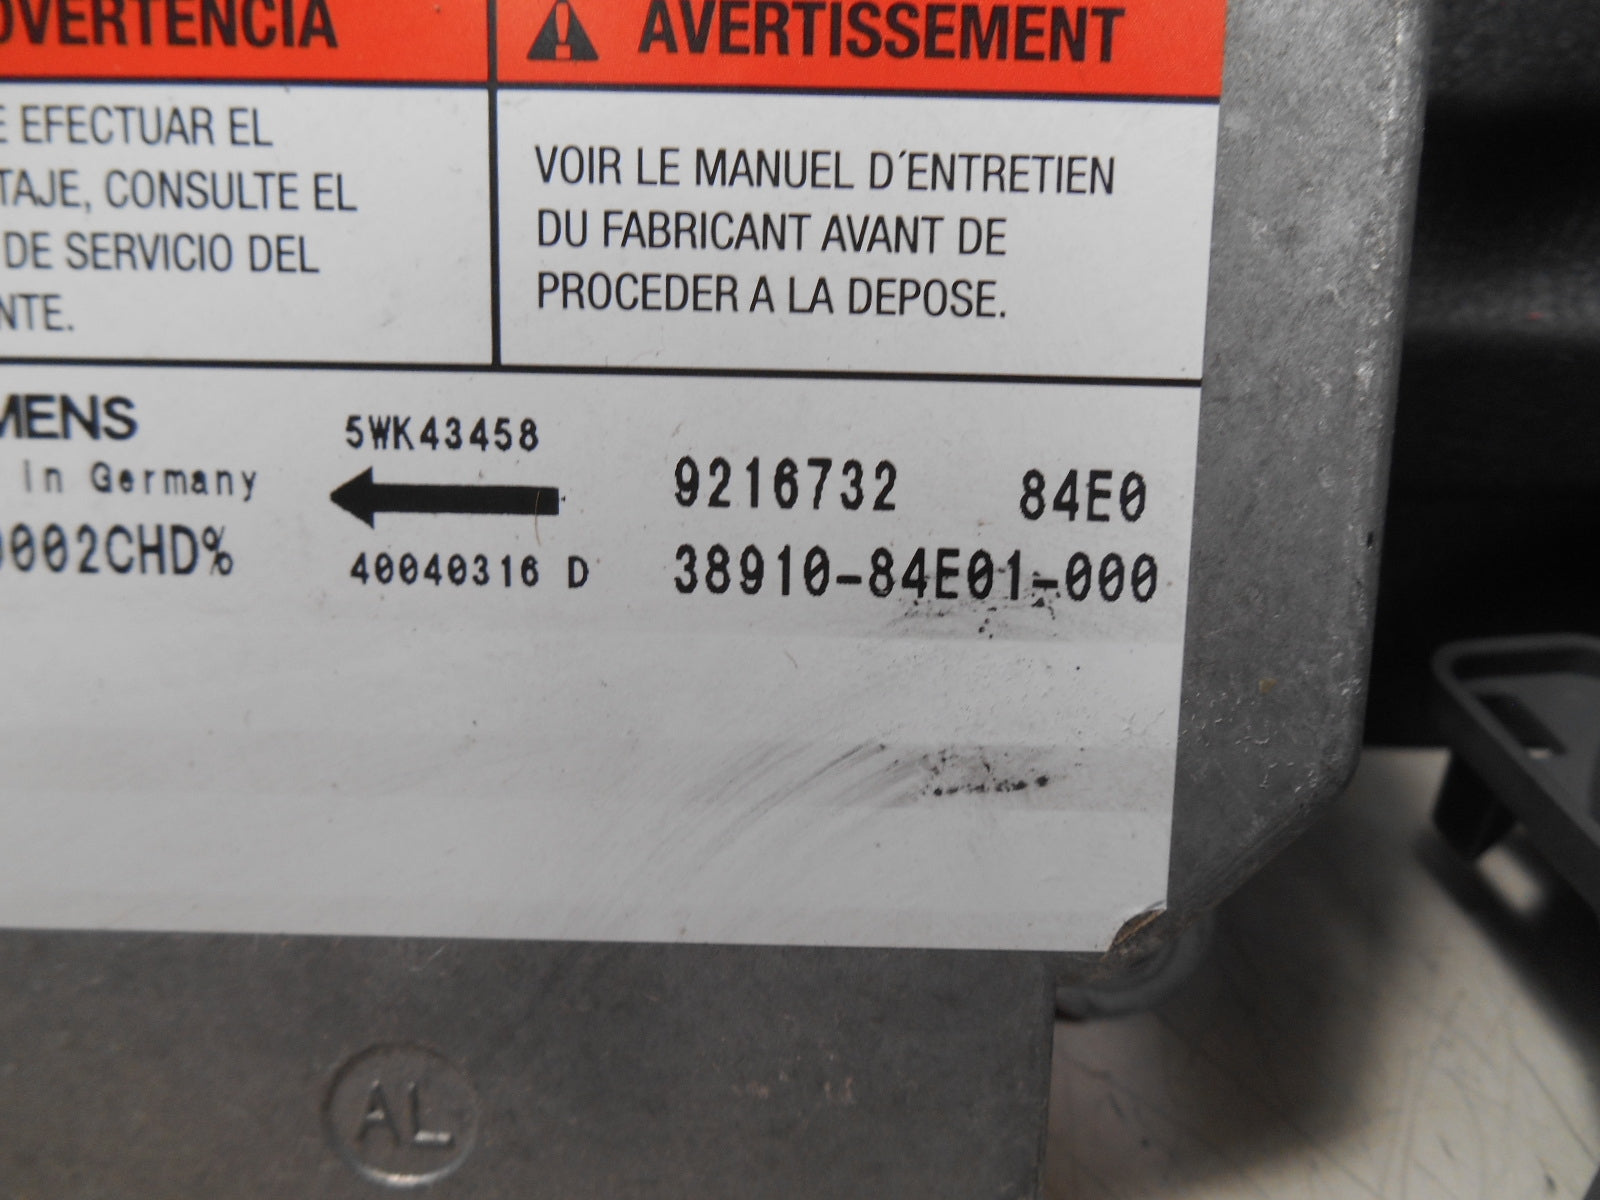 DVERTENCIA
AVERTISSEMENT
E EFECTUAR EL
TAJE, CONSULTE EL
DE SERVICIO DEL
NTE.
VOIR LE MANUEL D´ENTRETIEN
DU FABRICANT AVANT DE
PROCEDER A LA DEPOSE.
MENS
in Germany
0002CHD%
5WK43458
40040316 D
9216732 84E0
38910-84E01-000
AL